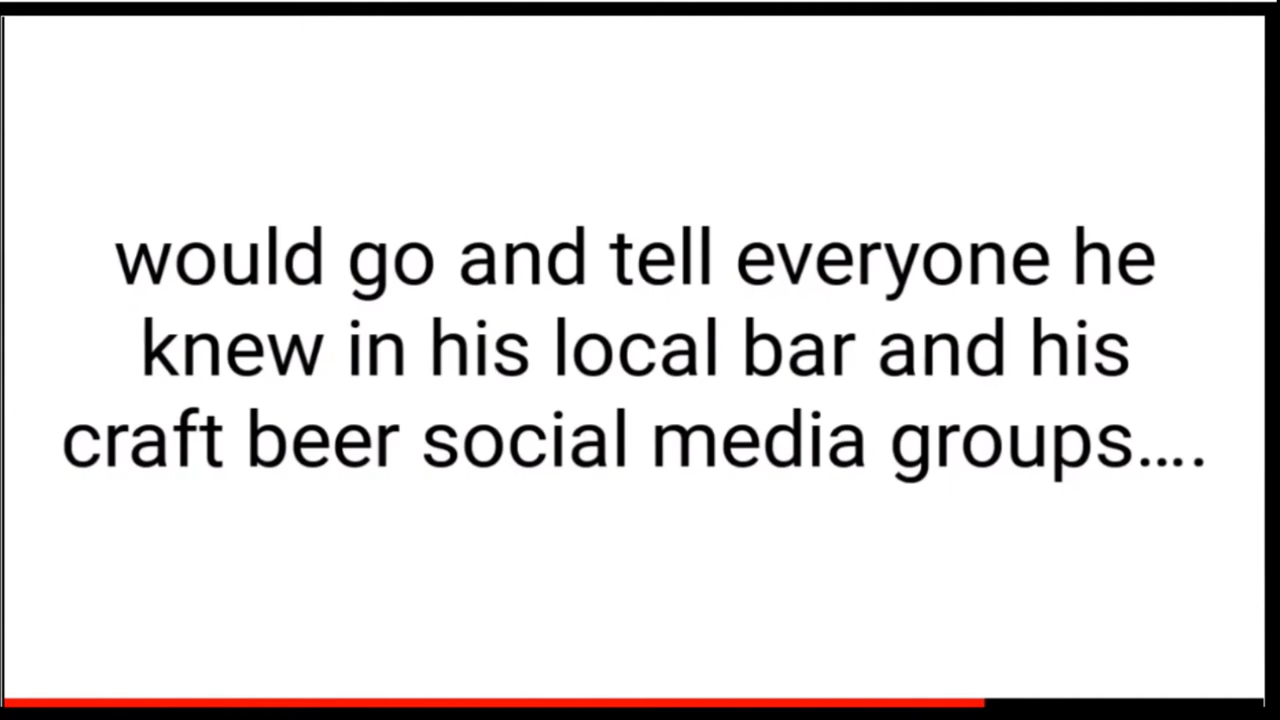 would go and tell everyone he
knew in his local bar and his
craft beer social media groups….